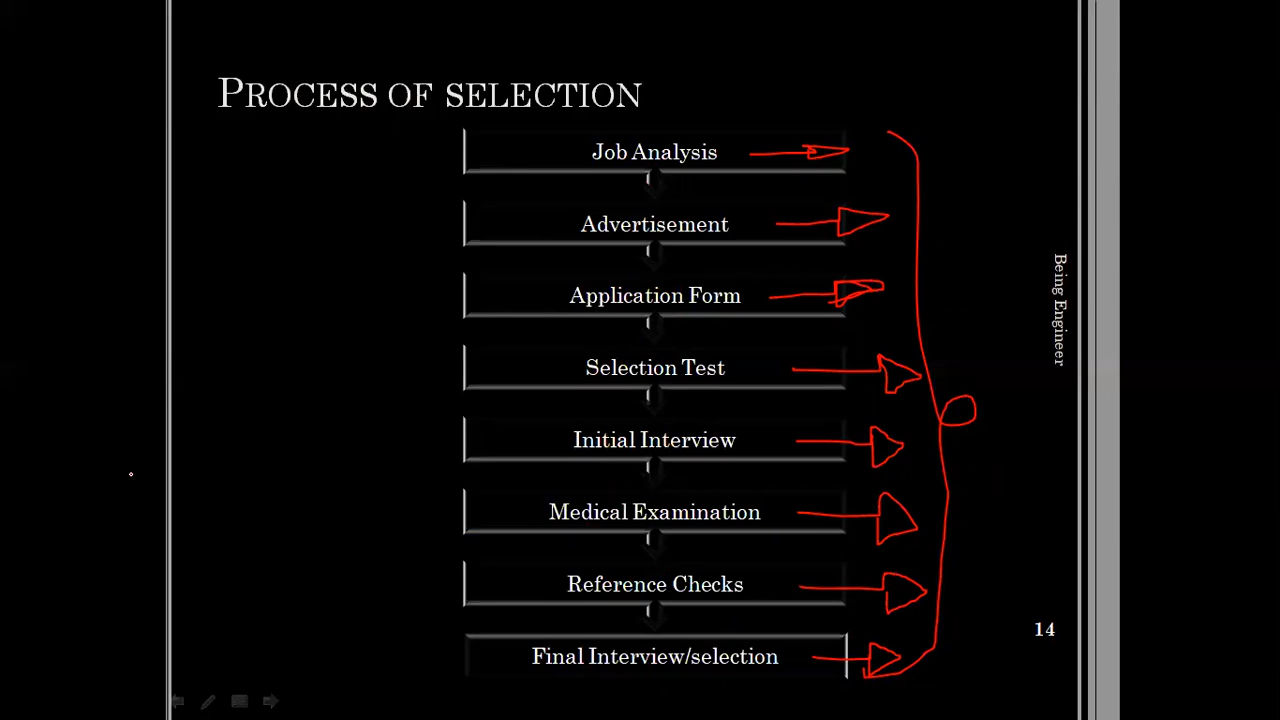 PROCESS OF SELECTION
Job Analysis
Advertisement
Application Form
Selection Test
Initial Interview
Medical Examination
Reference Checks
Final Interview/selection
Being Engineer
14